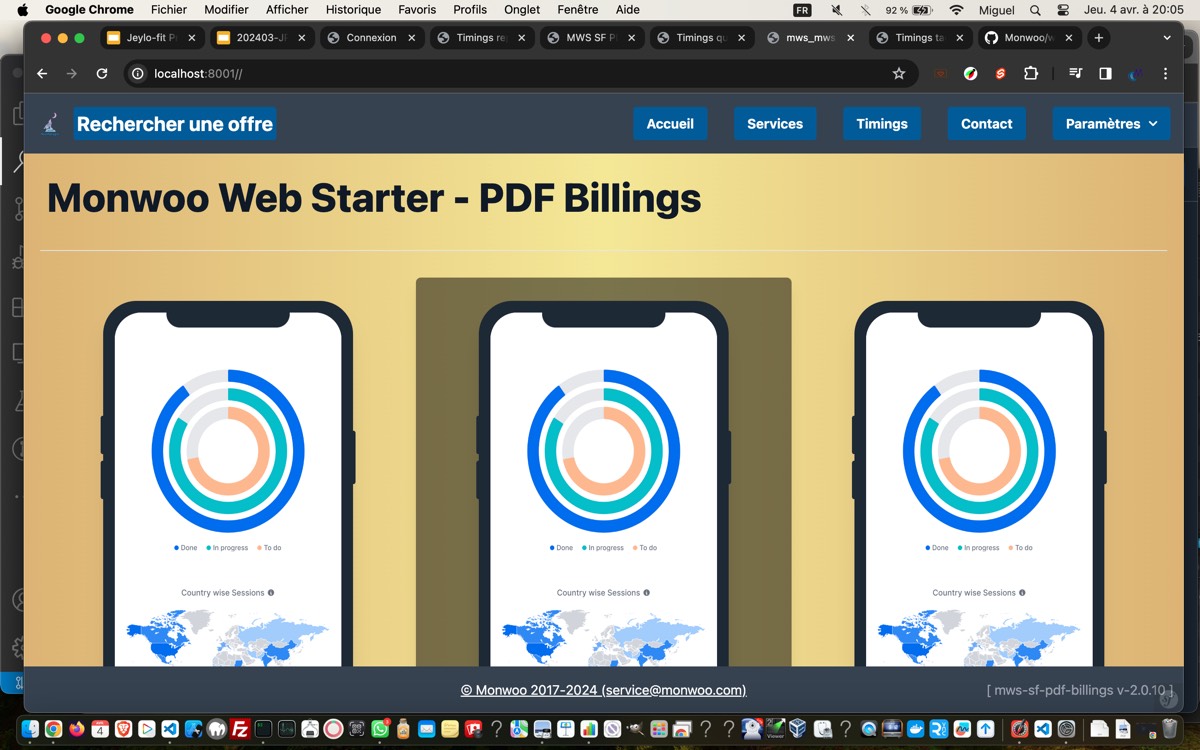 Google Chrome Fichier Modifier Afficher Historique Favoris Profils Onglet Fenêtre Aide FR 92 % Miguel Jeu. 4 avr. à 20:05
Jeylo-fit P 202403-J Connexion Timings re MWS SF P Timings qu mws_mws Timings ta Monwoo/
localhost:8001//
Rechercher une offre Accueil Services Timings Contact Paramètres
Monwoo Web Starter - PDF Billings
Done In progress To do Done In progress To do Done In progress To do
Country wise Sessions Country wise Sessions Country wise Sessions
© Monwoo 2017-2024 (service@monwoo.com) [ mws-sf-pdf-billings v-2.0.10 ]